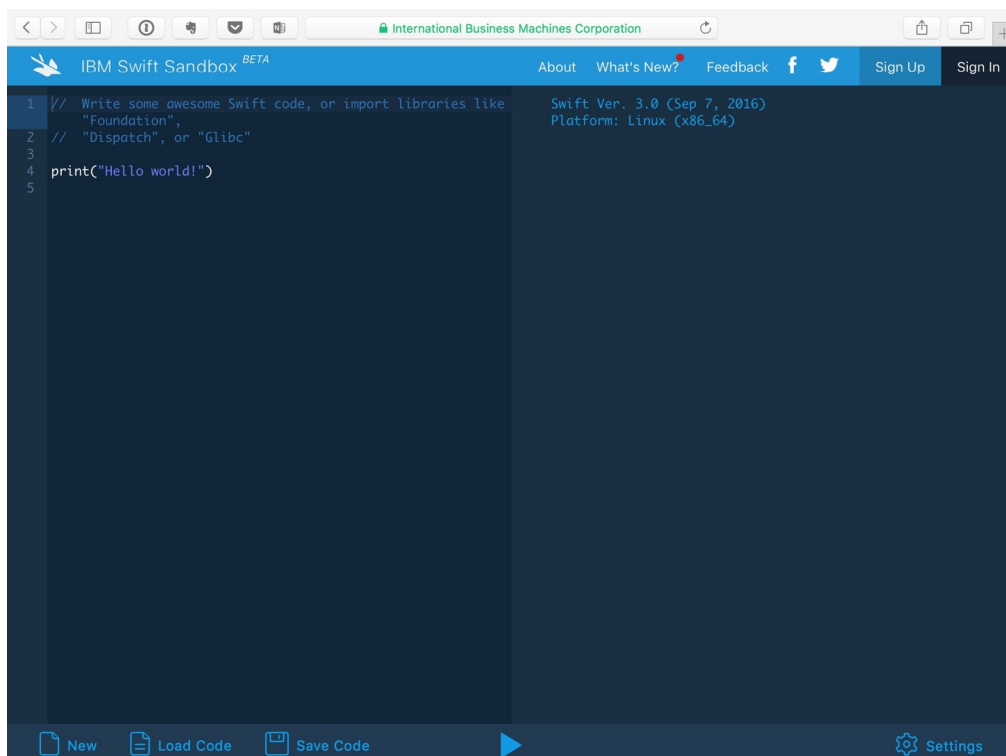 International Business Machines Corporation
IBM Swift Sandbox BETA
About What's New? Feedback f Sign Up Sign In
1 // Write some awesome Swift code, or import libraries like
"Foundation",
2 // "Dispatch", or "Glibc"
3
4 print("Hello world!")
5
Swift Ver. 3.0 (Sep 7, 2016)
Platform: Linux (x86_64)
New Load Code Save Code Settings